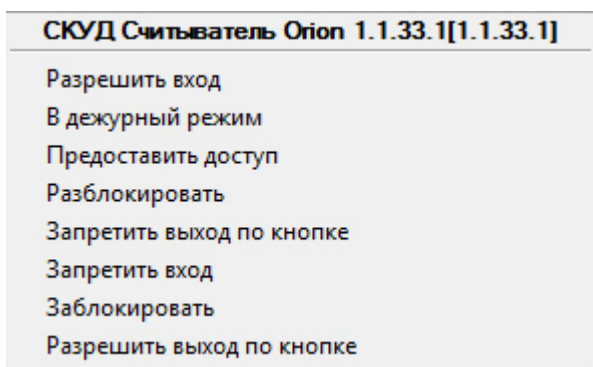 СКУД Считыватель Orion 1.1.33.1[1.1.33.1]
Разрешить вход
В дежурный режим
Предоставить доступ
Разблокировать
Запретить выход по кнопке
Запретить вход
Заблокировать
Разрешить выход по кнопке